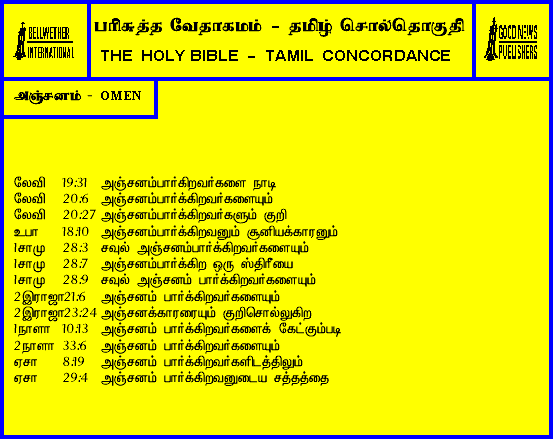 BELLWETHER
INTERNATIONAL
பரிசுத்த வேதாகமம் - தமிழ் சொல்தொகுதி
THE HOLY BIBLE - TAMIL CONCORDANCE
GOOD NEWS
PUBLISHERS
அஞ்சனம் - OMEN
லேவி 19:31 அஞ்சனம்பார்கிறவர்களை நாடி
லேவி 20:6 அஞ்சனம்பார்க்கிறவர்களையும்
லேவி 20:27 அஞ்சனம்பார்க்கிறவர்களும் குறி
உபா 18:10 அஞ்சனம்பார்க்கிறவனும் சூனியக்காரனும்
1சாமு 28:3 சவுல் அஞ்சனம்பார்க்கிறவர்களையும்
1சாமு 28:7 அஞ்சனம்பார்க்கிற ஒரு ஸ்திரீயை
1சாமு 28:9 சவுல் அஞ்சனம் பார்க்கிறவர்களையும்
2இராஜா21:6 அஞ்சனம் பார்க்கிறவர்களையும்
2இராஜா23:24 அஞ்சனக்காரரையும் குறிசொல்லுகிற
1நாளா 10:13 அஞ்சனம் பார்க்கிறவர்களைக் கேட்கும்படி
2நாளா 33:6 அஞ்சனம் பார்க்கிறவர்களையும்
ஏசா 8:19 அஞ்சனம் பார்க்கிறவர்களிடத்திலும்
ஏசா 29:4 அஞ்சனம் பார்க்கிறவனுடைய சத்தத்தை